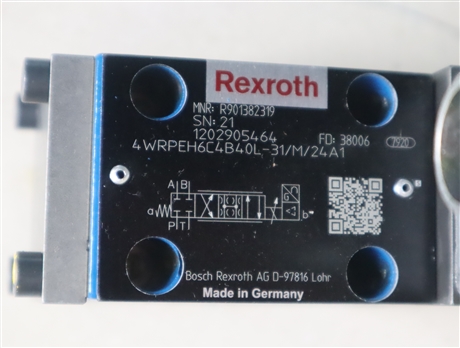 Rexroth
MNR: R901382319
SN: 21
1202905464
FD: 38006
7920
4WRPEH6C4B40L-31/M/24A1
A B
G
a
b
P T
Bosch Rexroth AG D-97816 Lohr
Made in Germany